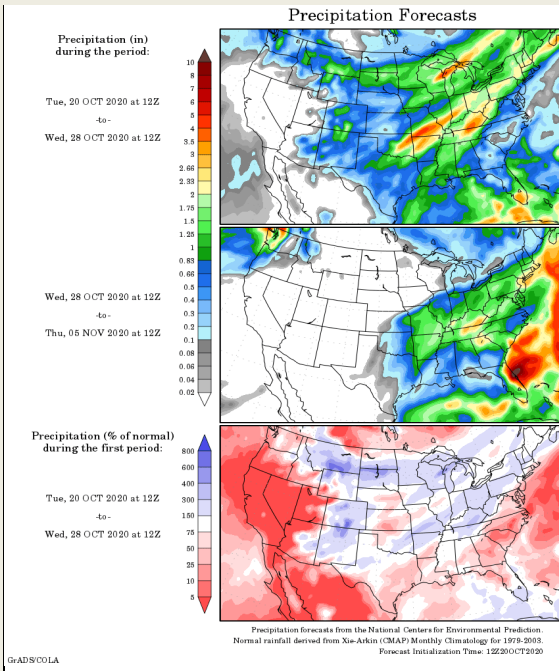 Precipitation Forecasts
Precipitation (in)
during the period:
Tue, 20 OCT 2020 at 12Z
-to-
Wed, 28 OCT 2020 at 12Z
10
8
7
6
5
4
3.5
3
2.66
2.33
2
1.75
1.5
1.25
1
0.83
0.66
0.5
0.4
0.3
0.2
0.1
0.08
0.06
0.04
0.02
Wed, 28 OCT 2020 at 12Z
-to-
Thu, 05 NOV 2020 at 12Z
Precipitation (% of normal)
during the first period:
Tue, 20 OCT 2020 at 12Z
-to-
Wed, 28 OCT 2020 at 12Z
800
600
400
300
150
75
50
25
10
5
Precipitation forecasts from the National Centers for Environmental Prediction.
Normal rainfall derived from Xie-Arkin (CMAP) Monthly Climatology for 1979-2003.
Forecast Initialization Time: 12Z20OCT2020
GrADS/COLA